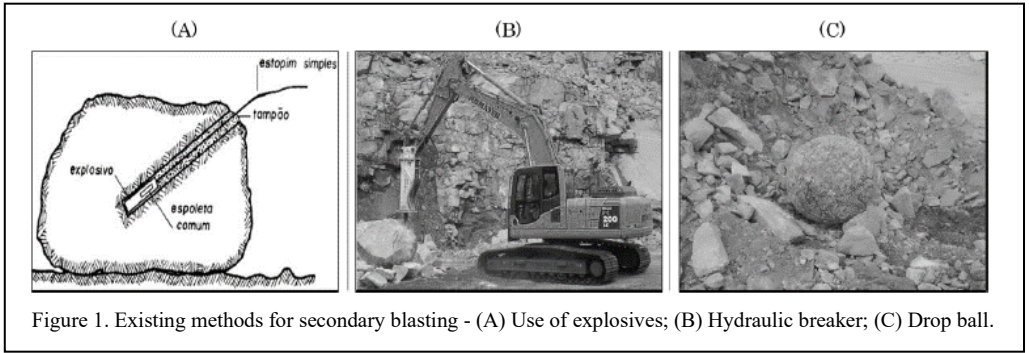 (A)
(B)
(C)
estopim simples
tampão
explosivo
espoleta
comum
200
Figure 1. Existing methods for secondary blasting - (A) Use of explosives; (B) Hydraulic breaker; (C) Drop ball.